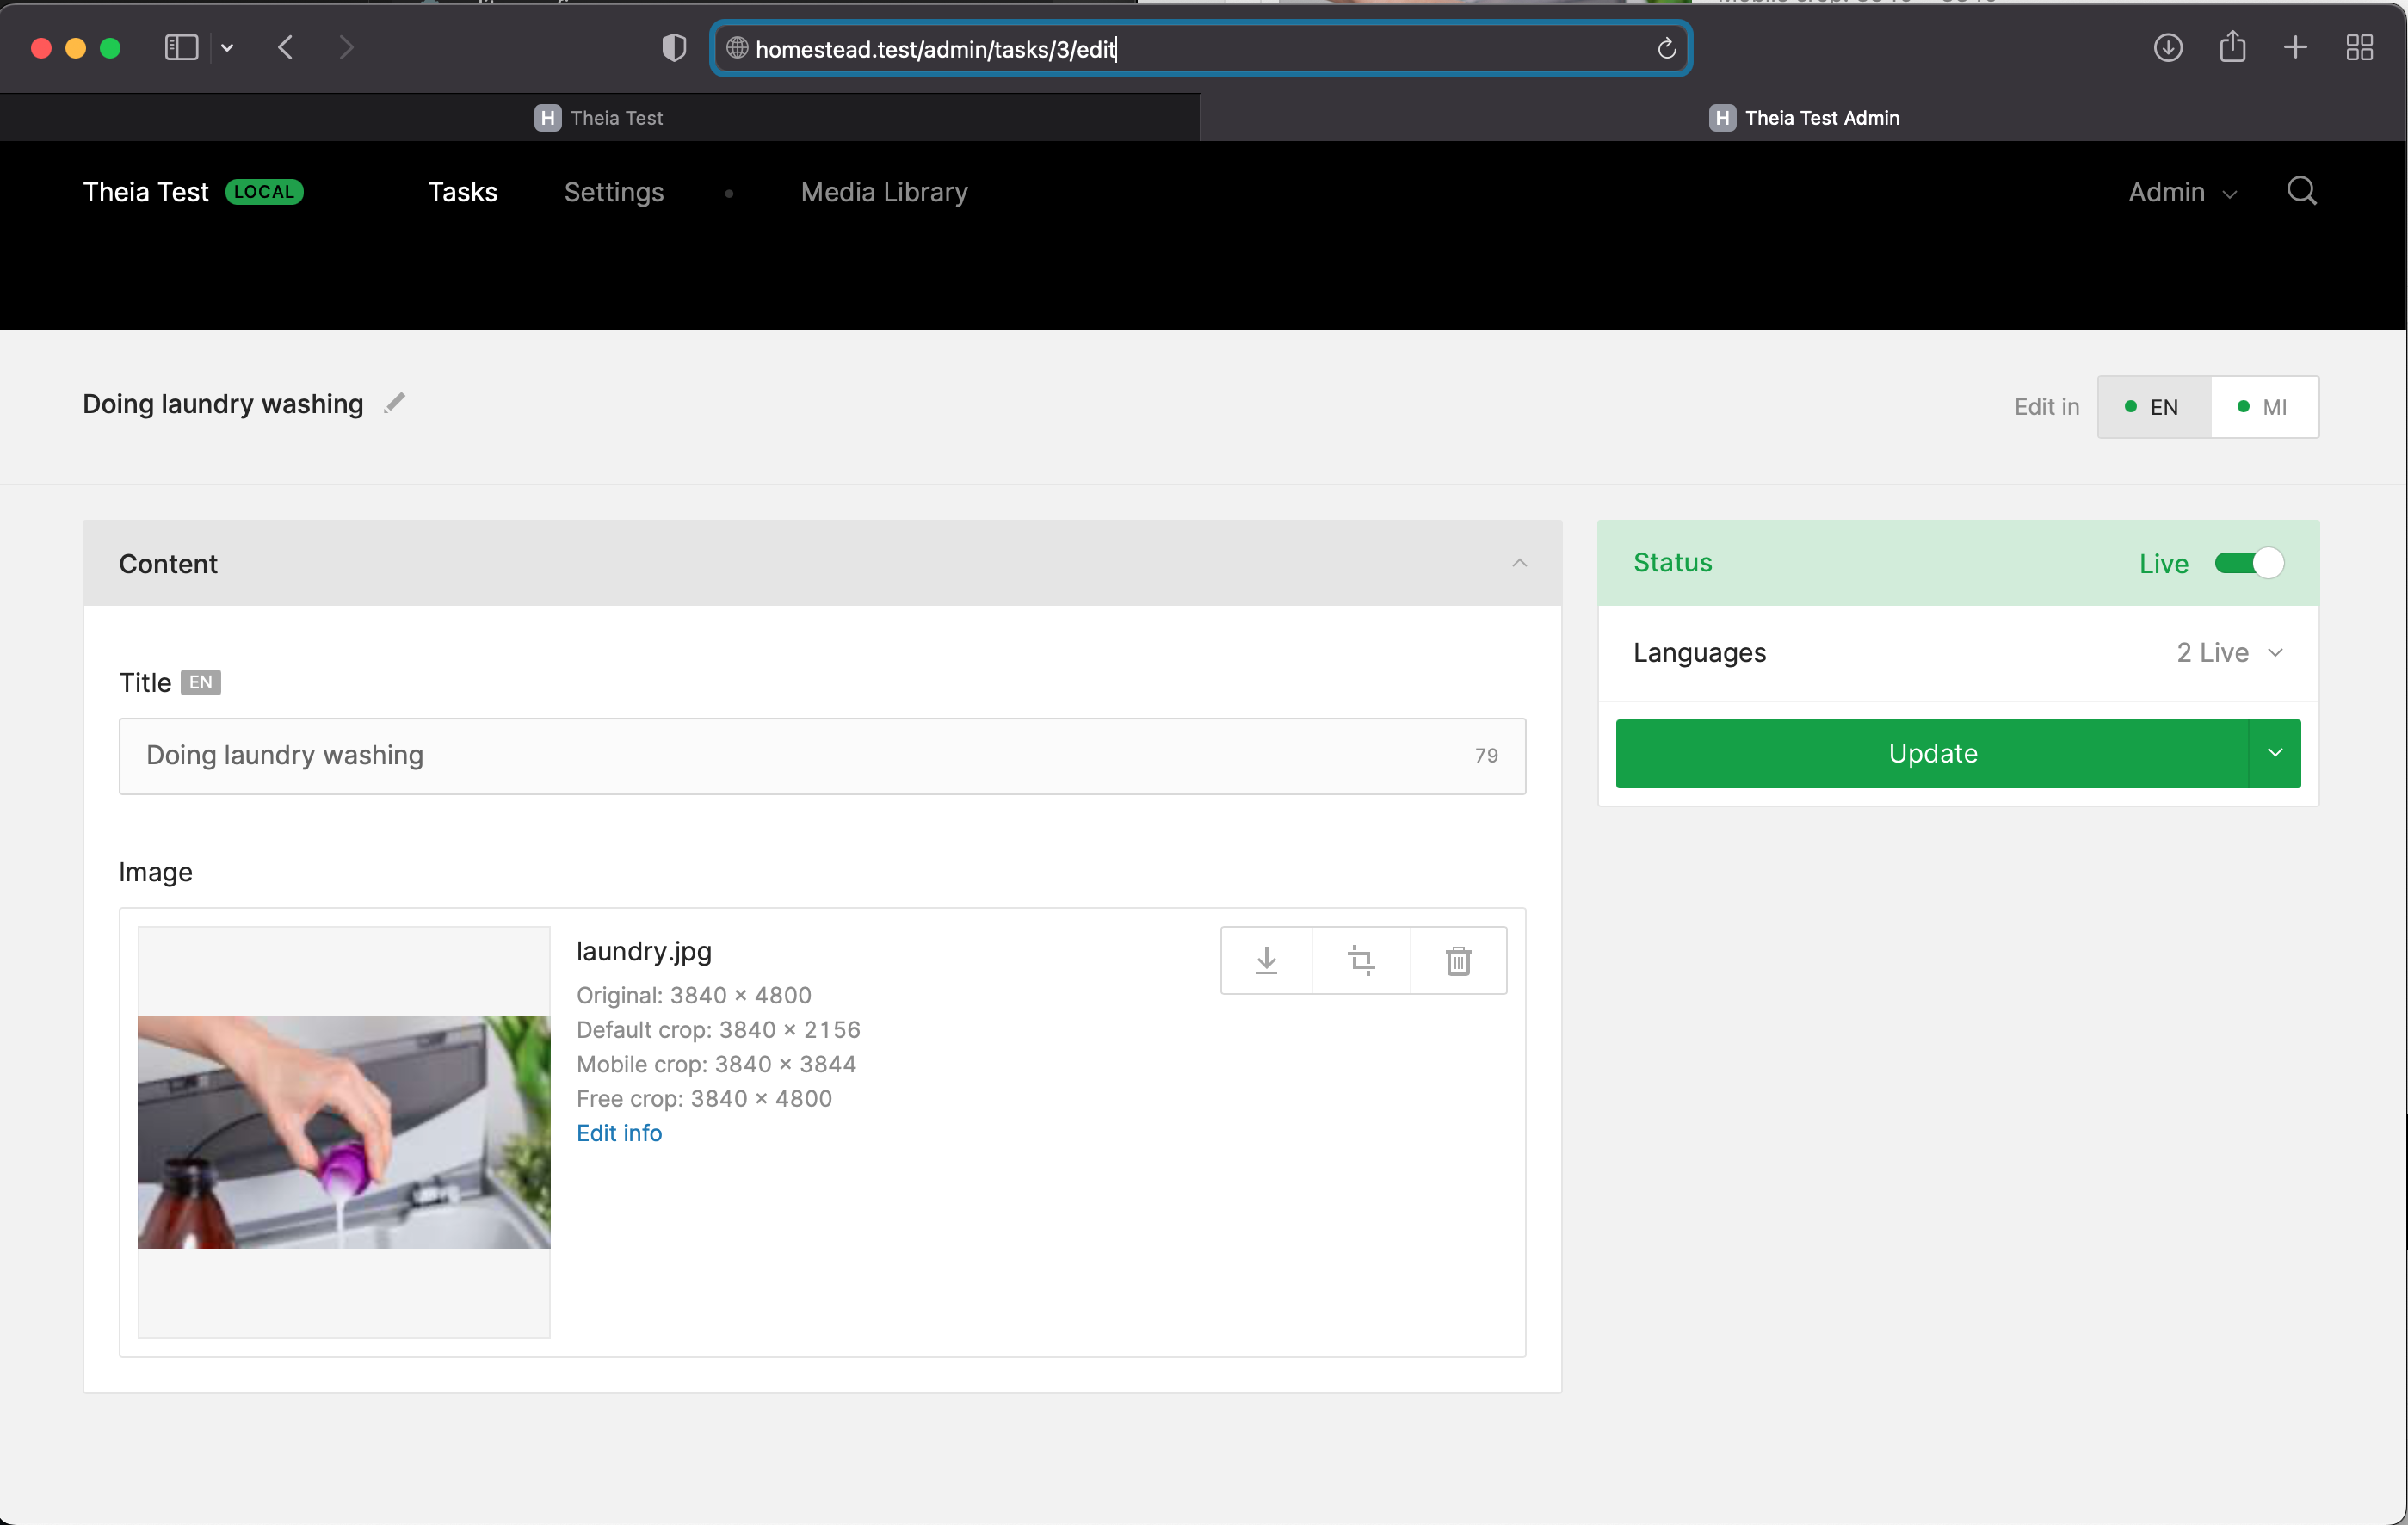 homestead.test/admin/tasks/3/edit
H Theia Test
H Theia Test Admin
Theia Test LOCAL Tasks Settings Media Library Admin
Doing laundry washing
Edit in EN MI
Content
Title EN
Doing laundry washing 79
Image
laundry.jpg
Original: 3840 × 4800
Default crop: 3840 × 2156
Mobile crop: 3840 × 3844
Free crop: 3840 × 4800
Edit info
Status Live
Languages 2 Live
Update